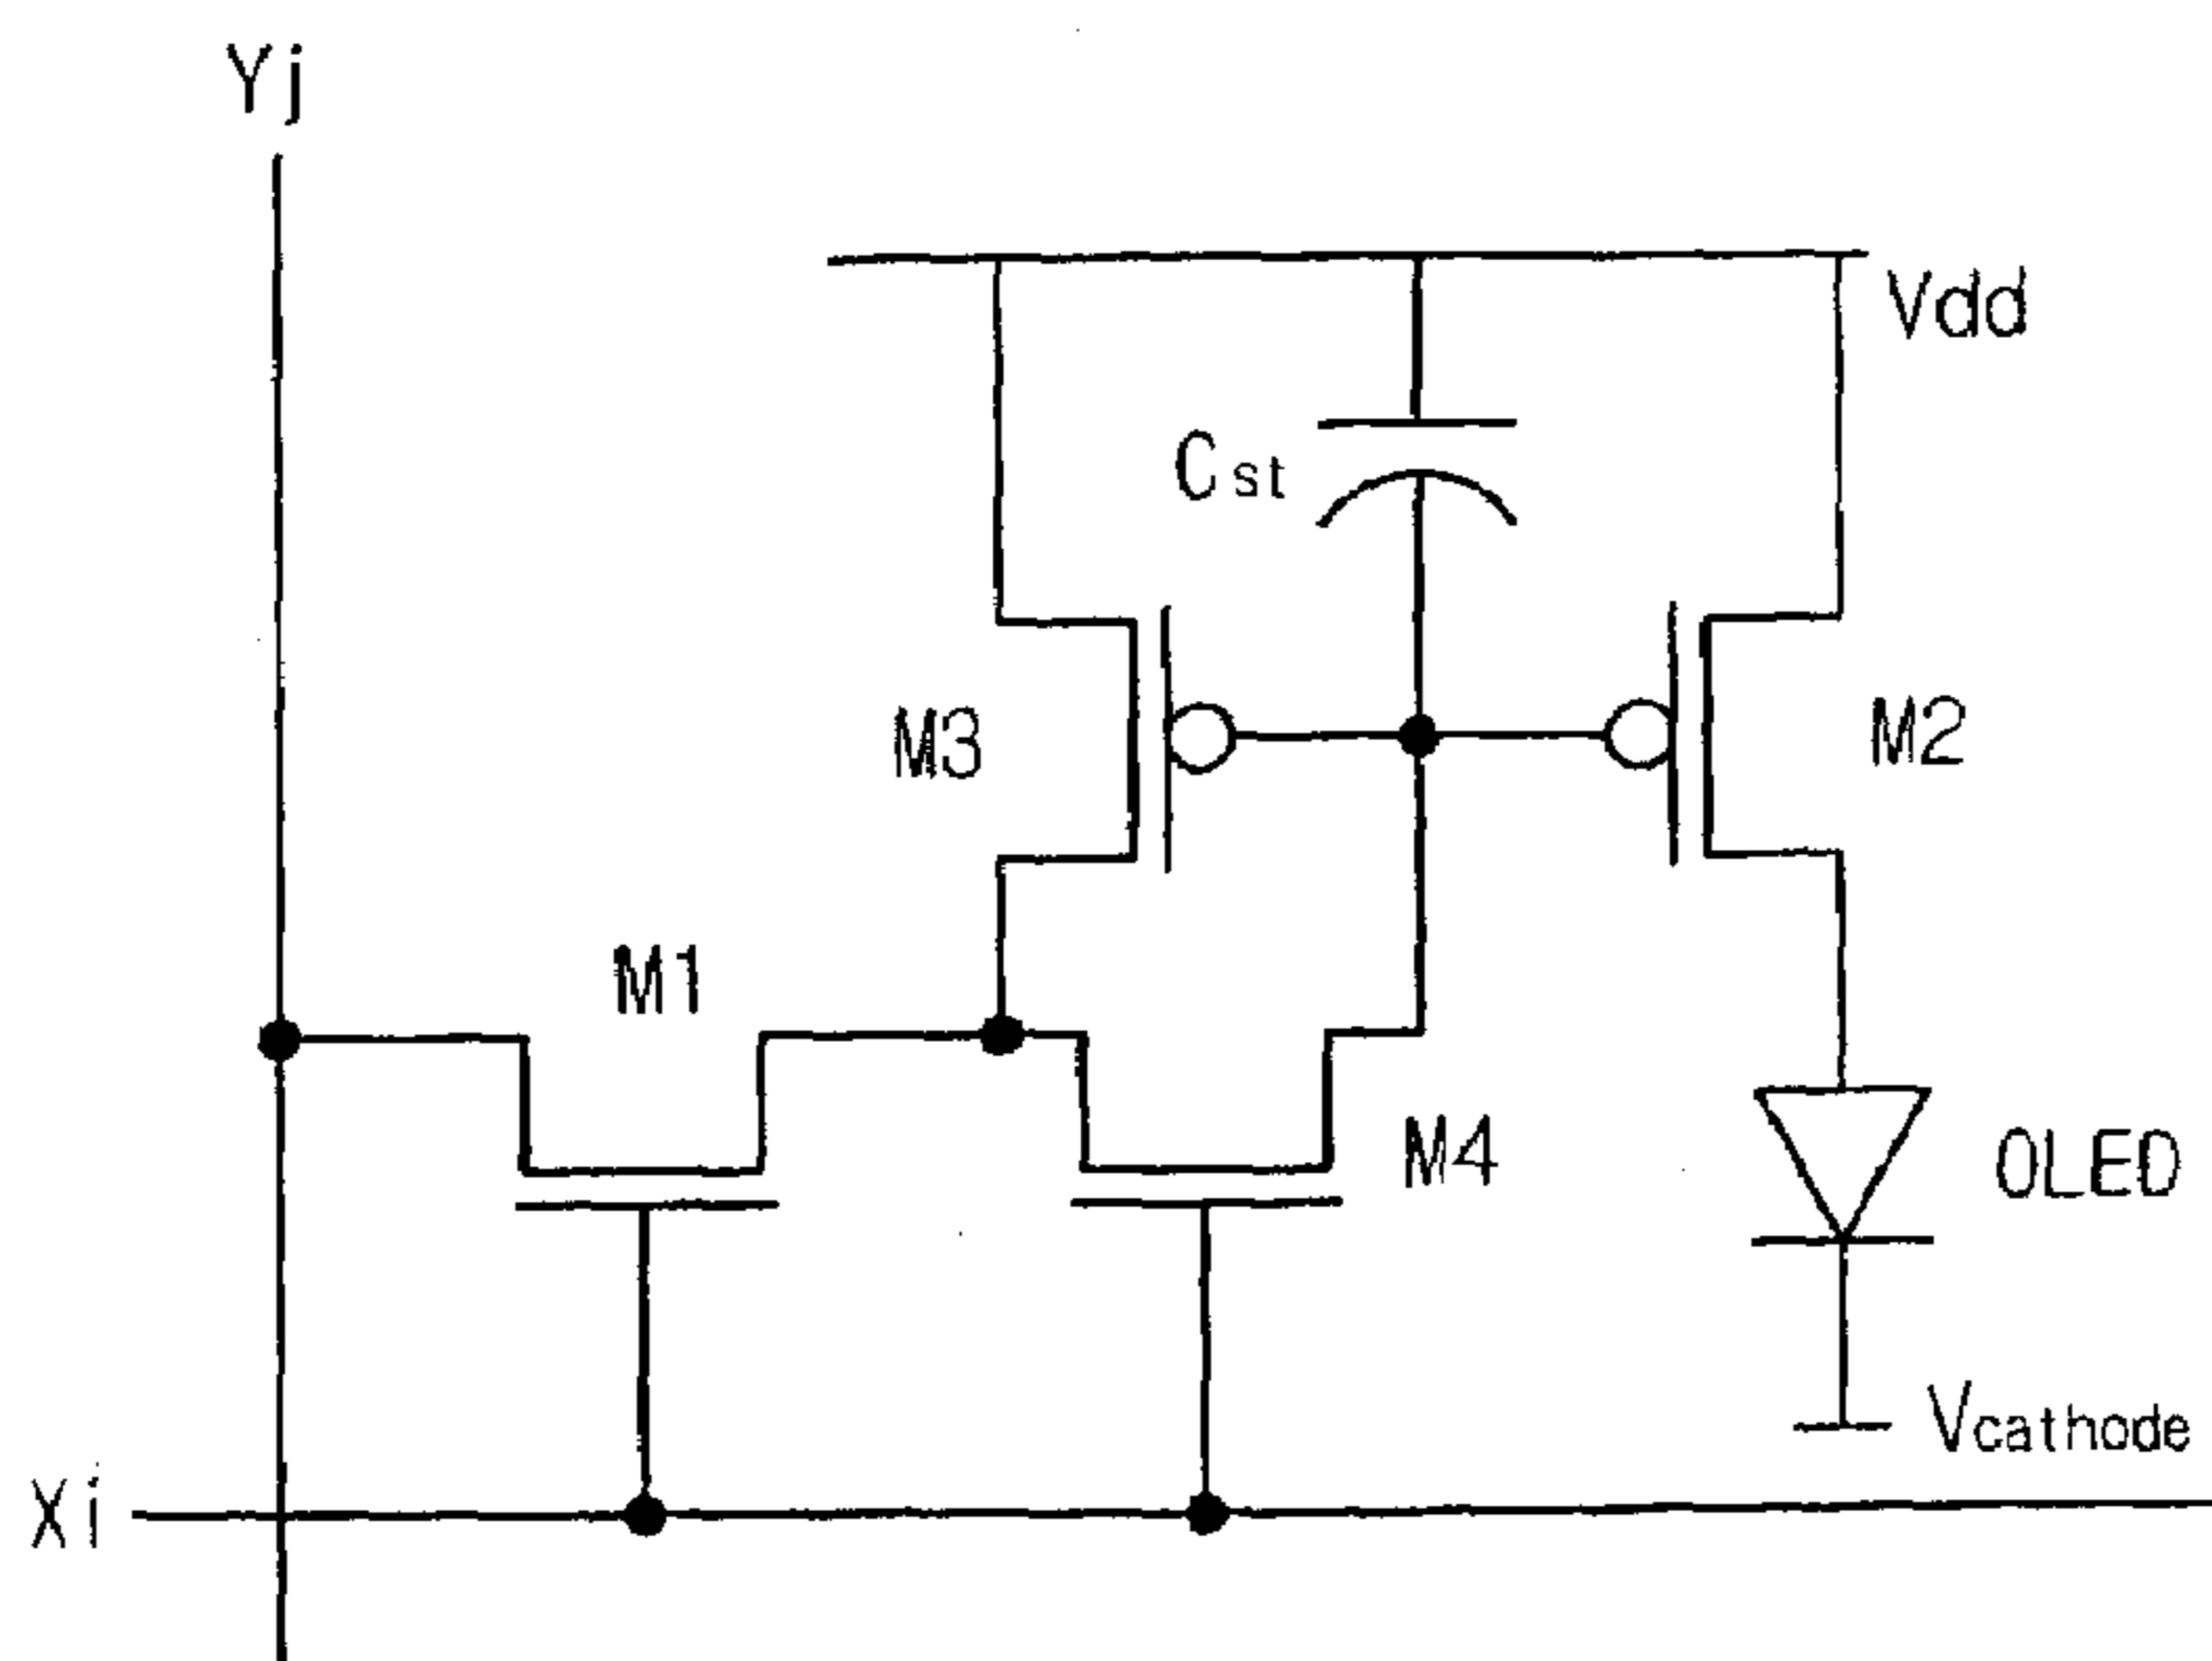 Yj
Vdd
Cst
M3
M2
M1
M4
OLED
Vcathode
Xi